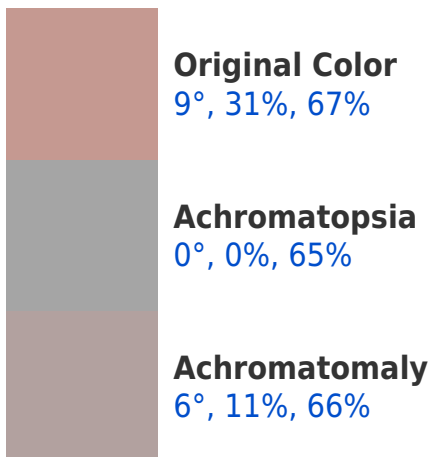 Original Color
9°, 31%, 67%
Achromatopsia
0°, 0%, 65%
Achromatomaly
6°, 11%, 66%